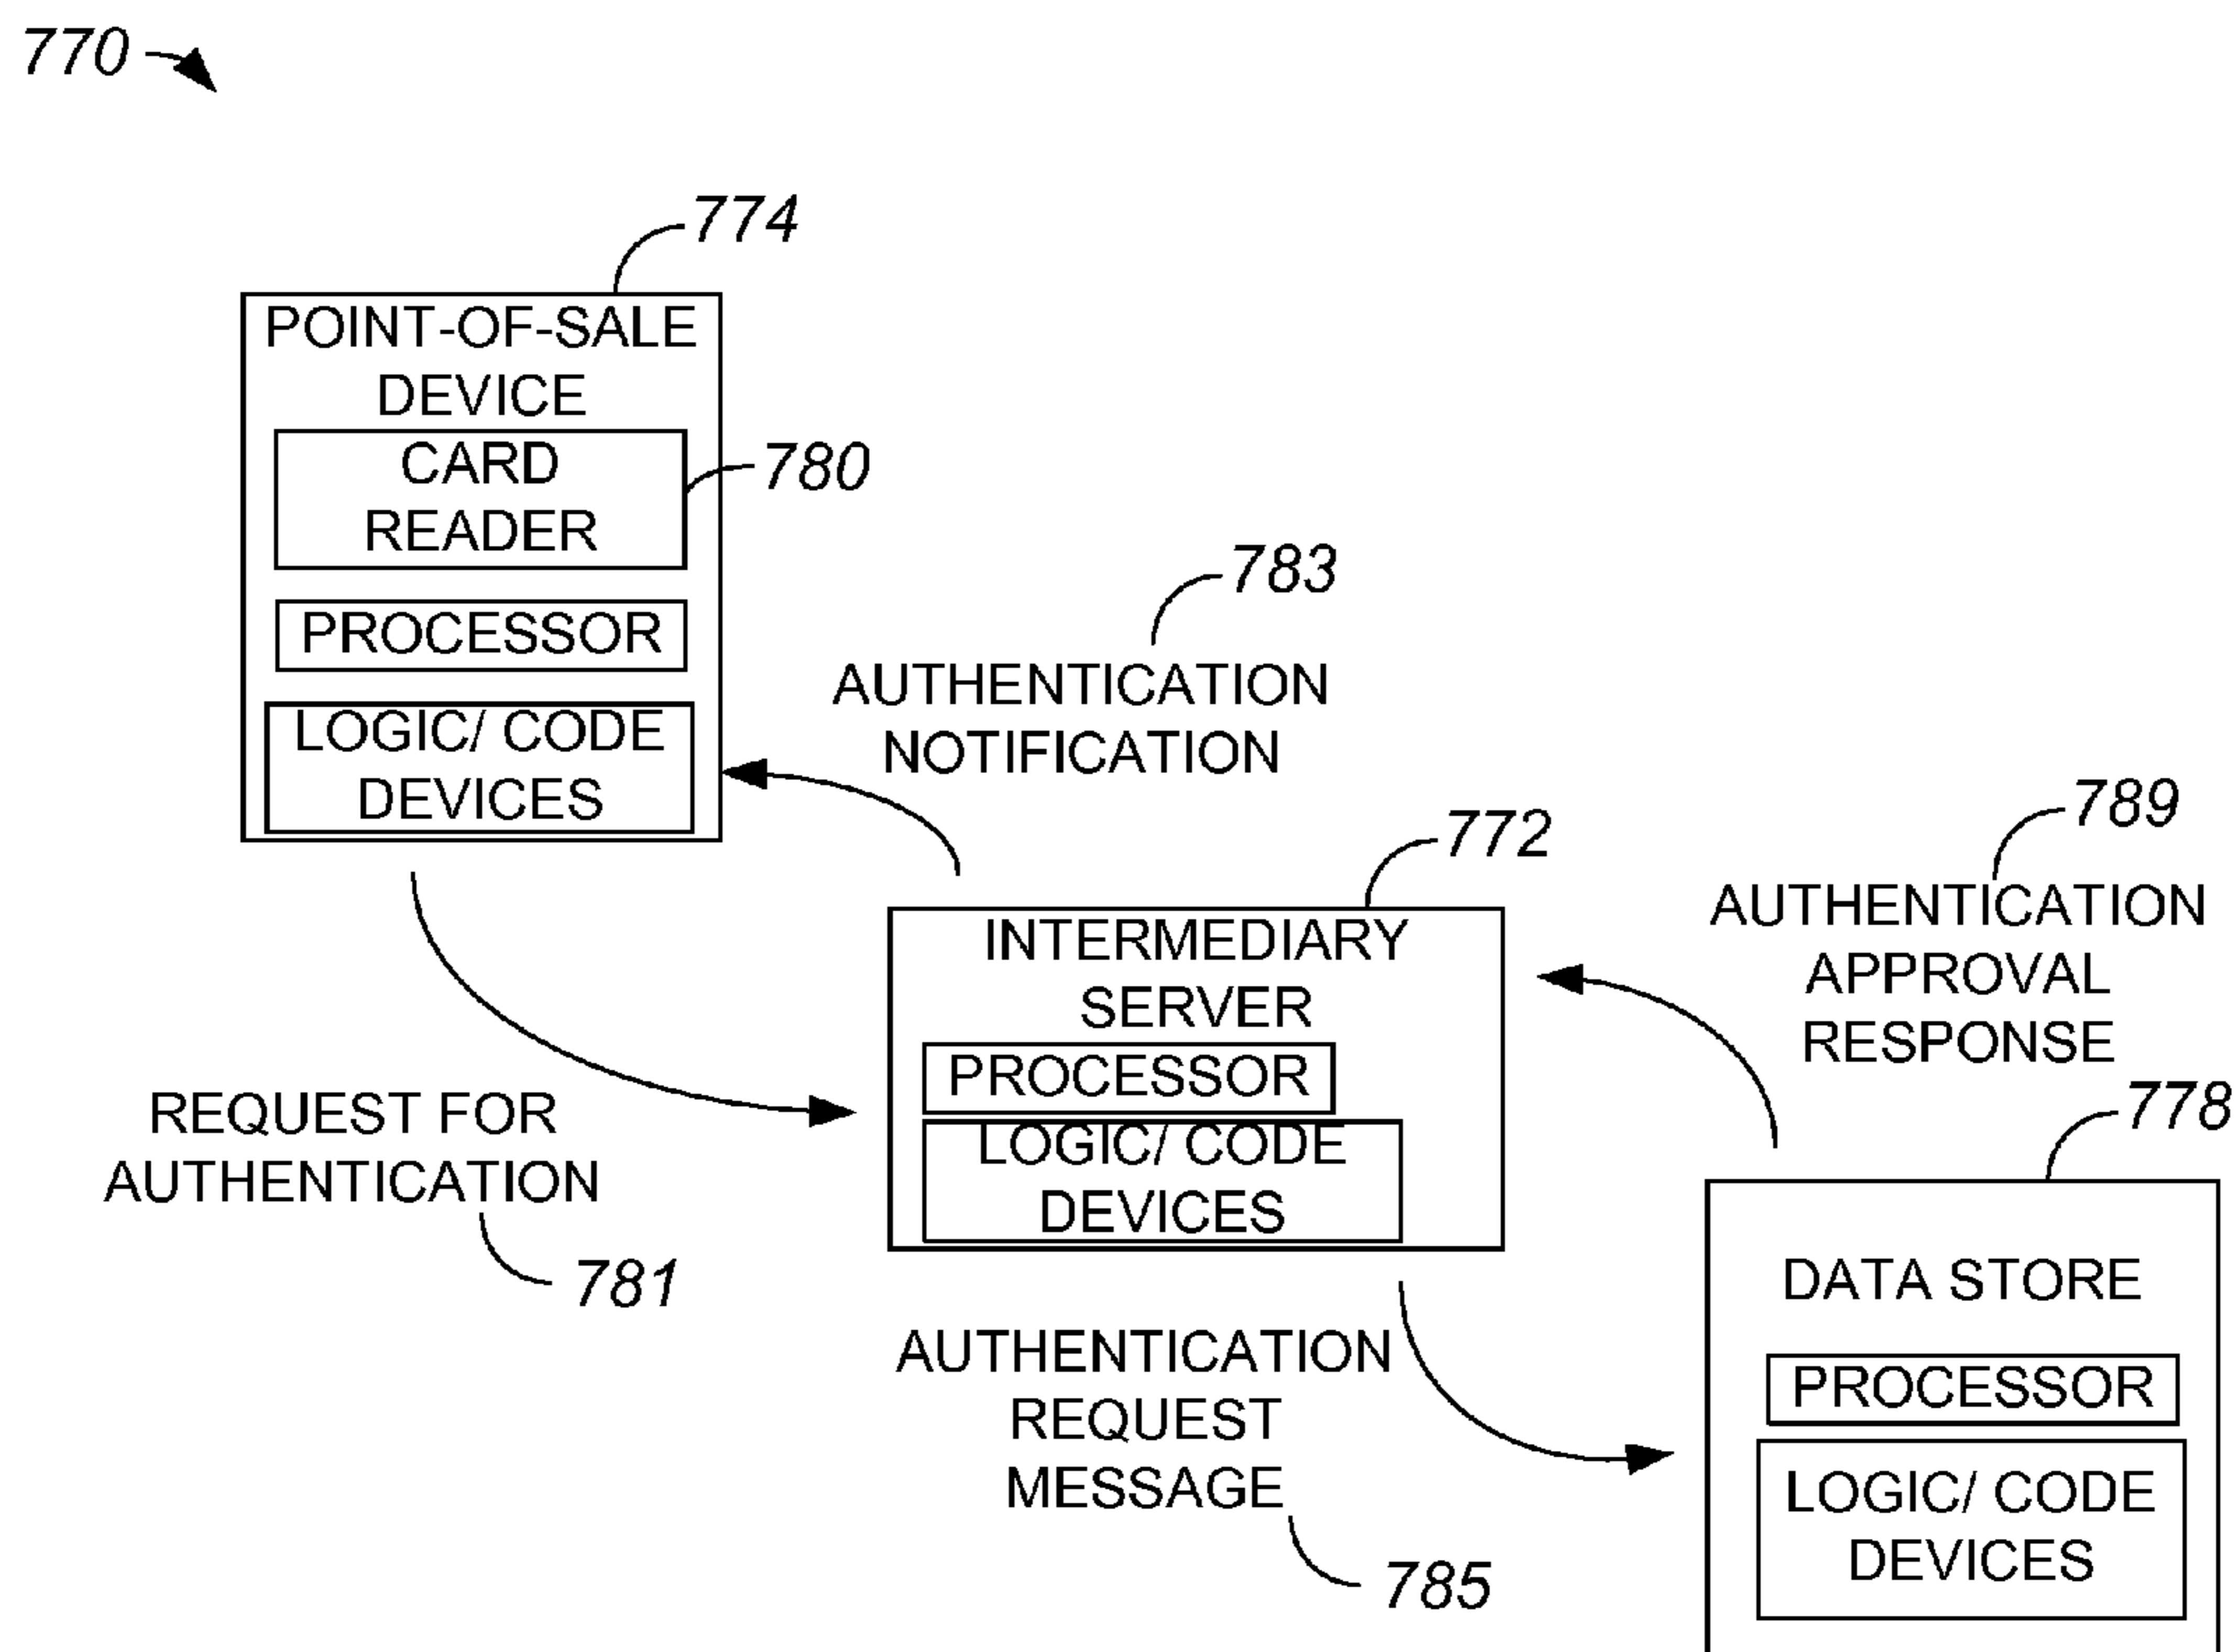 770
774
POINT-OF-SALE
DEVICE
CARD
READER
780
PROCESSOR
LOGIC/ CODE
DEVICES
783
AUTHENTICATION
NOTIFICATION
772
INTERMEDIARY
SERVER
PROCESSOR
LOGIC/ CODE
DEVICES
789
AUTHENTICATION
APPROVAL
RESPONSE
REQUEST FOR
AUTHENTICATION
781
778
DATA STORE
PROCESSOR
LOGIC/ CODE
DEVICES
AUTHENTICATION
REQUEST
MESSAGE
785